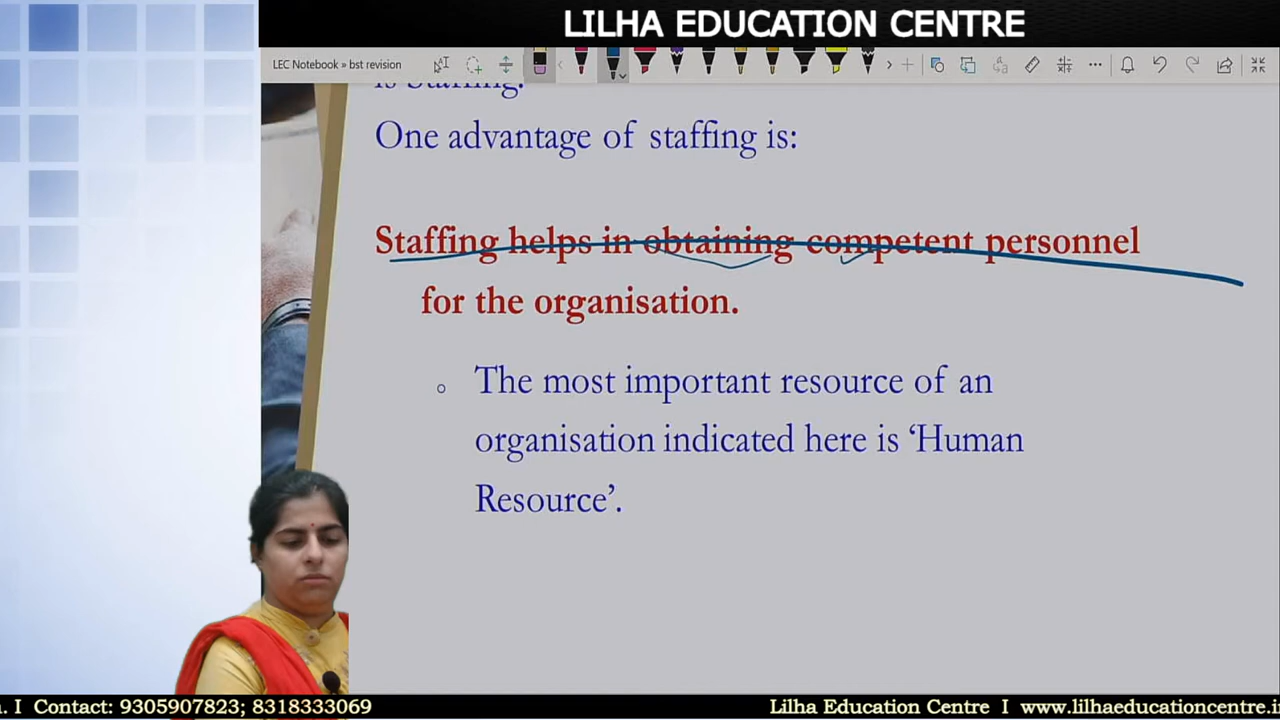 LILHA EDUCATION CENTRE
LEC Notebook » bst revision
is Staffing.
One advantage of staffing is:
Staffing helps in obtaining competent personnel
for the organisation.
○ The most important resource of an
organisation indicated here is ‘Human
Resource’.
. I Contact: 9305907823; 8318333069
Lilha Education Centre I www.lilhaeducationcentre.i